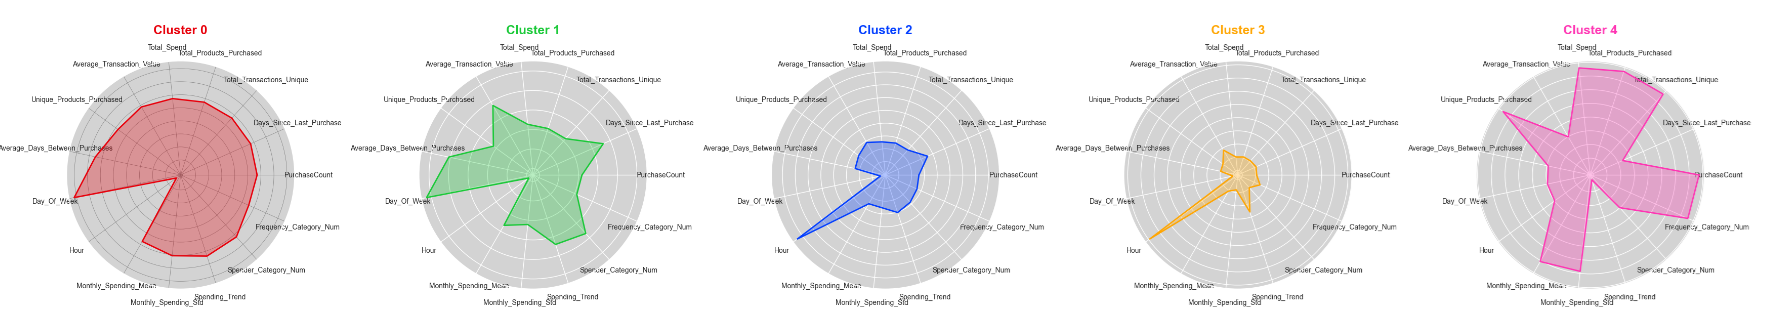 Cluster 0
Total_Spend
Total_Products_Purchased
Average_Transaction_Value
Total_Transactions_Unique
Unique_Products_Purchased
Days_Since_Last_Purchase
Average_Days_Between_Purchases
PurchaseCount
Day_Of_Week
Frequency_Category_Num
Hour
Spender_Category_Num
Monthly_Spending_Mean
Spending_Trend
Monthly_Spending_Std
Cluster 1
Total_Spend
Total_Products_Purchased
Average_Transaction_Value
Total_Transactions_Unique
Unique_Products_Purchased
Days_Since_Last_Purchase
Average_Days_Between_Purchases
PurchaseCount
Day_Of_Week
Frequency_Category_Num
Hour
Spender_Category_Num
Monthly_Spending_Mean
Spending_Trend
Monthly_Spending_Std
Cluster 2
Total_Spend
Total_Products_Purchased
Average_Transaction_Value
Total_Transactions_Unique
Unique_Products_Purchased
Days_Since_Last_Purchase
Average_Days_Between_Purchases
PurchaseCount
Day_Of_Week
Frequency_Category_Num
Hour
Spender_Category_Num
Monthly_Spending_Mean
Spending_Trend
Monthly_Spending_Std
Cluster 3
Total_Spend
Total_Products_Purchased
Average_Transaction_Value
Total_Transactions_Unique
Unique_Products_Purchased
Days_Since_Last_Purchase
Average_Days_Between_Purchases
PurchaseCount
Day_Of_Week
Frequency_Category_Num
Hour
Spender_Category_Num
Monthly_Spending_Mean
Spending_Trend
Monthly_Spending_Std
Cluster 4
Total_Spend
Total_Products_Purchased
Average_Transaction_Value
Total_Transactions_Unique
Unique_Products_Purchased
Days_Since_Last_Purchase
Average_Days_Between_Purchases
PurchaseCount
Day_Of_Week
Frequency_Category_Num
Hour
Spender_Category_Num
Monthly_Spending_Mean
Spending_Trend
Monthly_Spending_Std